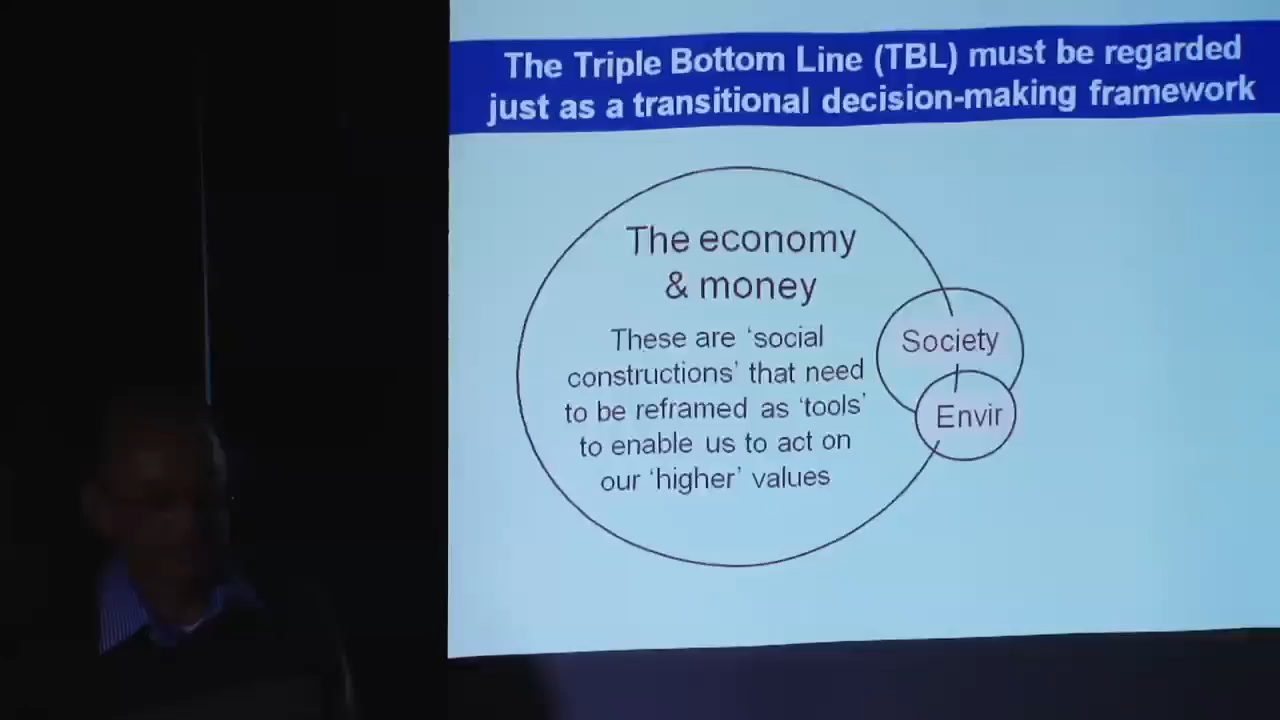 The Triple Bottom Line (TBL) must be regarded
just as a transitional decision-making framework
The economy
& money
These are ‘social
constructions’ that need
to be reframed as ‘tools’
to enable us to act on
our ‘higher’ values
Society
Envir